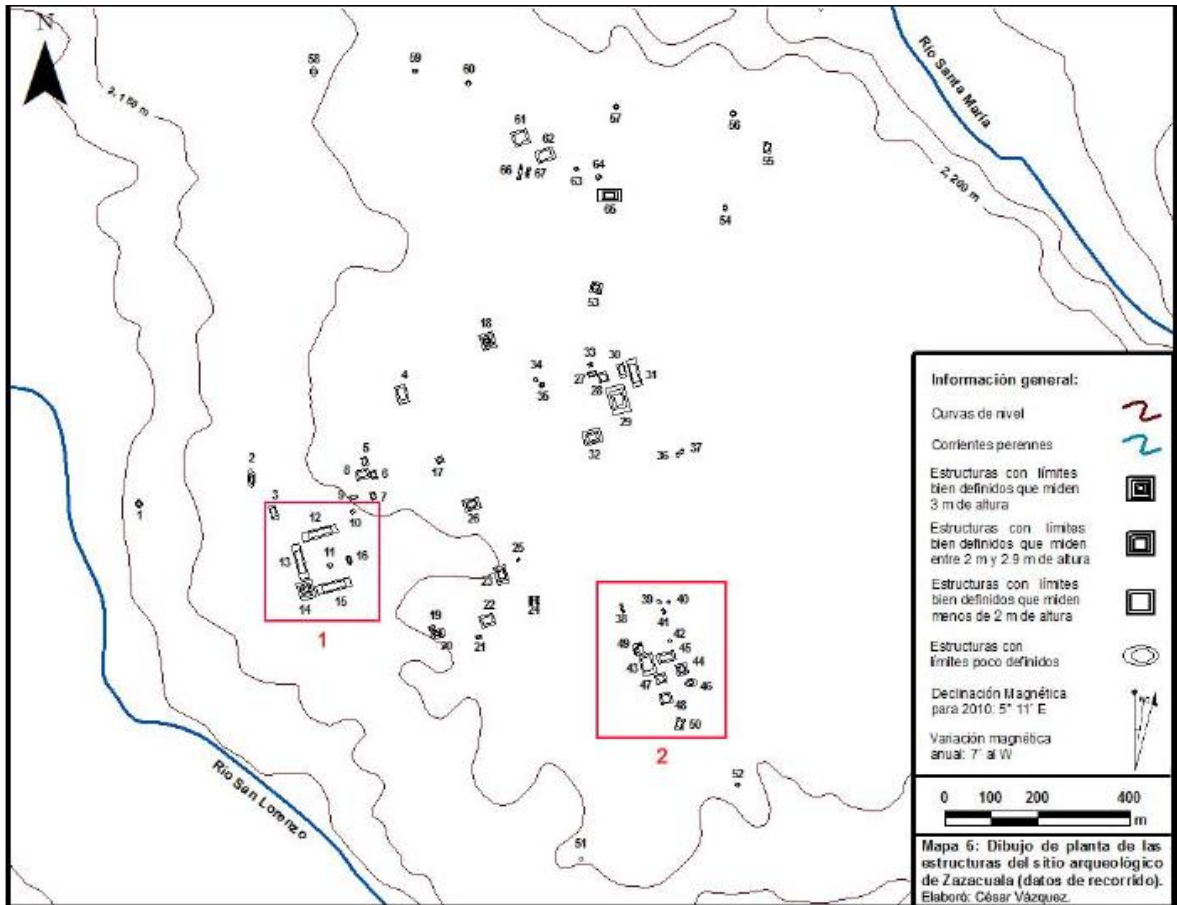 N
58
59
60
2,150 m
Río Santa María
57
56
61
62
55
66
67
63
64
65
54
2,200 m
53
18
34
35
33
30
27
28
31
29
4
32
36
37
5
8
6
17
2
9
7
3
10
1
26
12
13
11
16
14
15
1
25
23
24
22
19
20
21
39
40
38
41
42
49
45
43
44
47
46
48
50
2
52
51
Río San Lorenzo
Información general:
Curvas de nivel
Corrientes perennes
Estructuras con límites
bien definidos que miden
3 m de altura
Estructuras con límites
bien definidos que miden
entre 2 m y 2.9 m de altura
Estructuras con límites
bien definidos que miden
menos de 2 m de altura
Estructuras con
límites poco definidos
Declinación Magnética
para 2010: 5° 11' E
Variación magnética
anual: 7' al W
0 100 200 400
m
Mapa 6: Dibujo de planta de las
estructuras del sitio arqueológico
de Zazacuala (datos de recorrido).
Elaboró: César Vázquez.